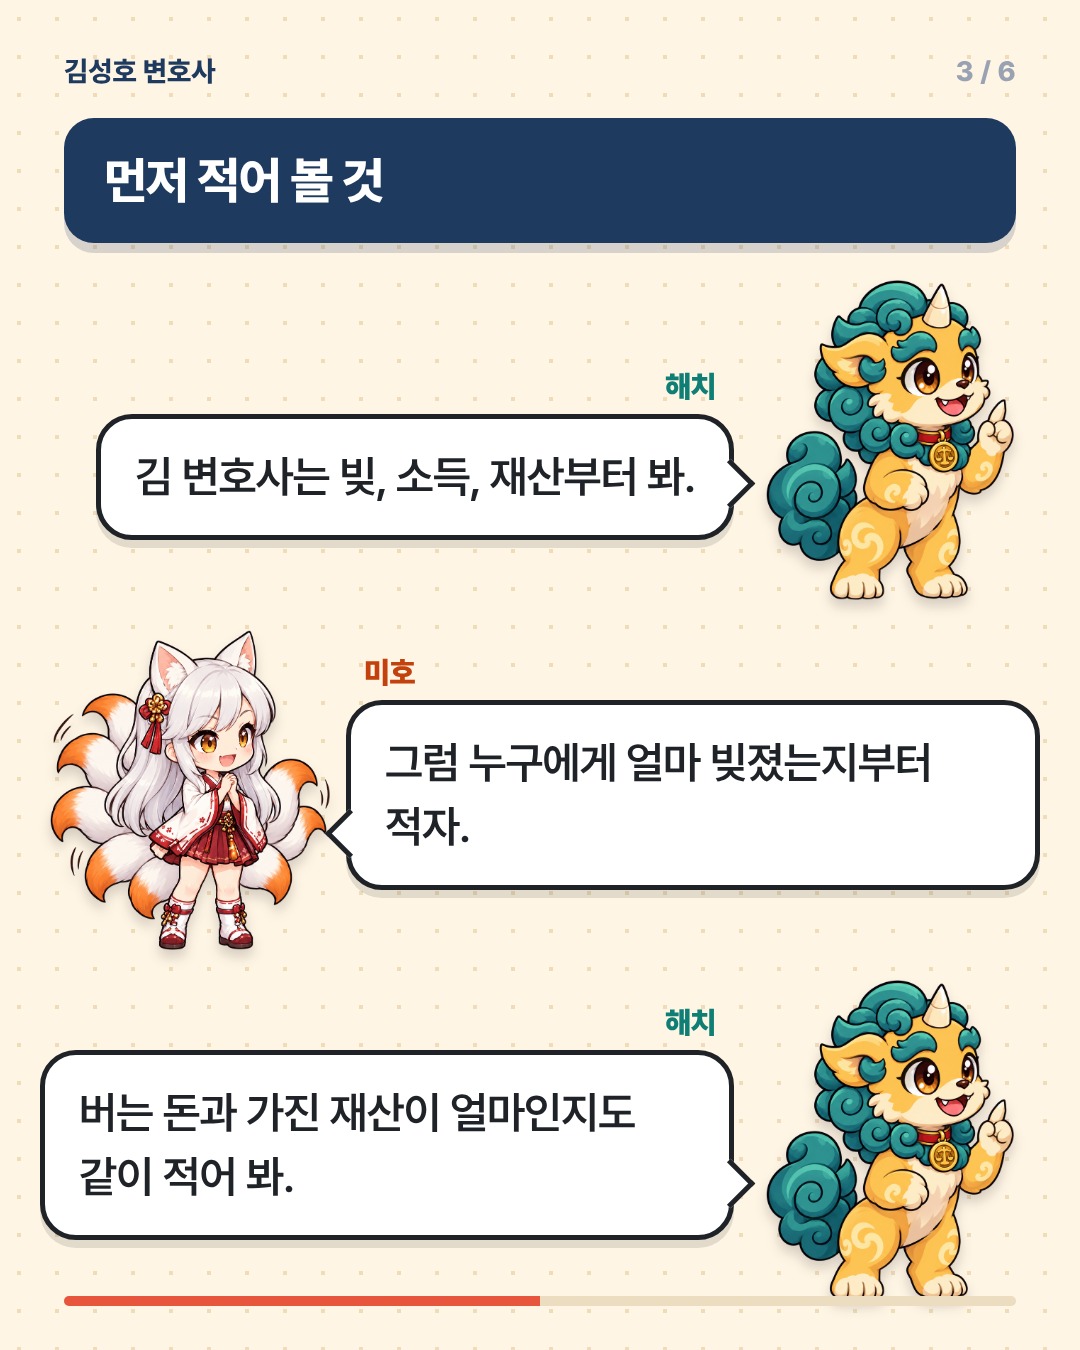 김성호 변호사
3 / 6
먼저 적어 볼 것
해치
김 변호사는 빚, 소득, 재산부터 봐.
미호
그럼 누구에게 얼마 빚졌는지부터
적자.
해치
버는 돈과 가진 재산이 얼마인지도
같이 적어 봐.